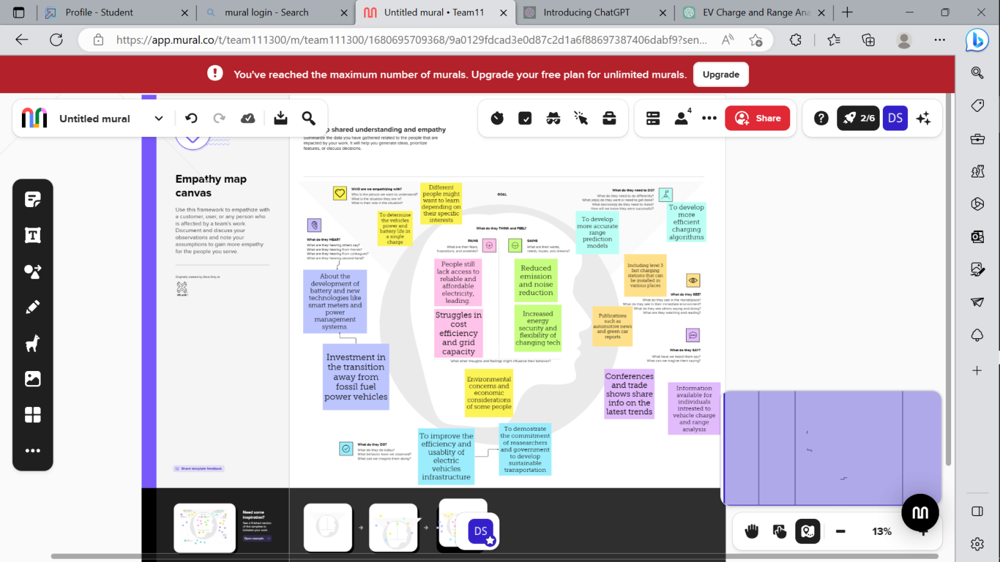 Profile - Student
mural login - Search
Untitled mural • Team11
Introducing ChatGPT
EV Charge and Range Ana
https://app.mural.co/t/team111300/m/team111300/1680695709368/9a0129fdcad3e0d87c2d1a6f88697387406dabf9?sen...
You've reached the maximum number of murals. Upgrade your free plan for unlimited murals.
Upgrade
Untitled mural
4
Share
2/6
DS
shared understanding and empathy
Summarize the data you have gathered related to the people that are
impacted by your work. It will help you generate ideas, prioritize
features, or discuss decisions.
Empathy map
canvas
Use this framework to empathize with
a customer, user, or any person who
is affected by a team's work.
Document and discuss your
observations and note your
assumptions to gain more empathy
for the people you serve.
Originally created by Dave Gray at
XPLANE
Share template feedback
WHO are we empathizing with?
Who is the person we want to understand?
What is the situation they are in?
What is their role in the situation?
Different
people might
want to learn
depending on
their specific
interests
To determine
the vehicles
power and
battery life in
a single
charge
GOAL
What do they need to DO?
What do they need to do differently?
What job(s) do they want or need to get done?
What decision(s) do they need to make?
How will we know they were successful?
To develop
more accurate
range
prediction
models
To develop
more
efficient
charging
algorithms
What do they HEAR?
What are they hearing others say?
What are they hearing from friends?
What are they hearing from colleagues?
What are they hearing second-hand?
About the
development of
battery and new
technologies like
smart meters and
power
management
systems.
Investment in
the transition
away from
fossil fuel
power vehicles
What do they THINK and FEEL?
PAINS
What are their fears,
frustrations, and anxieties?
GAINS
What are their wants,
needs, hopes, and dreams?
People still
lack access to
reliable and
affordable
electricity,
leading.
Struggles in
cost
efficiency
and grid
capacity
Reduced
emission
and noise
reduction
Increased
energy
security and
flexibility of
changing tech
What other thoughts and feelings might influence their behavior?
Environmental
concerns and
economic
considerations
of some people
Including level 3
fast charging
stations that can
be installed in
various places
What do they SEE?
What do they see in the marketplace?
What do they see in their immediate environment?
What do they see others saying and doing?
What are they watching and reading?
Publications
such as
automotive news
and green car
reports
What do they SAY?
What have we heard them say?
What can we imagine them saying?
Conferences
and trade
shows share
info on the
latest trends
Information
available for
individuals
intrested to
vehicle charge
and range
analysis
What do they DO?
What do they do today?
What behavior have we observed?
What can we imagine them doing?
To improve the
efficiency and
usablity of
electric
vehicles
infrastructure
To demostrate
the commitment
of reasearchers
and government
to develop
sustainable
transportation
Need some
inspiration?
See a finished version
of this template to
kickstart your work.
Open example
DS
13%